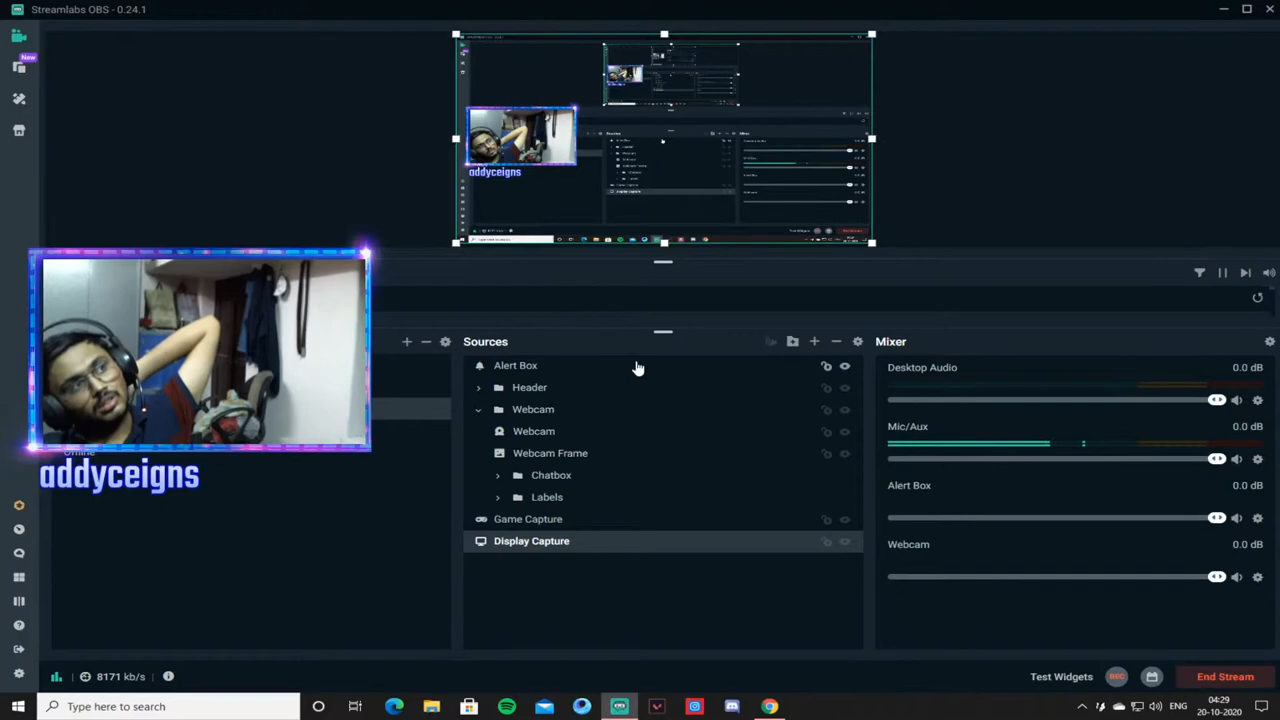 Streamlabs OBS - 0.24.1
New
addyceigns
Sources
Mixer
Alert Box
Header
Webcam
Webcam
Webcam Frame
Chatbox
Labels
Game Capture
Display Capture
Desktop Audio
0.0 dB
Mic/Aux
0.0 dB
Alert Box
0.0 dB
Webcam
0.0 dB
Offline
addyceigns
8171 kb/s
Test Widgets
REC
End Stream
Type here to search
ENG
04:29
20-10-2020